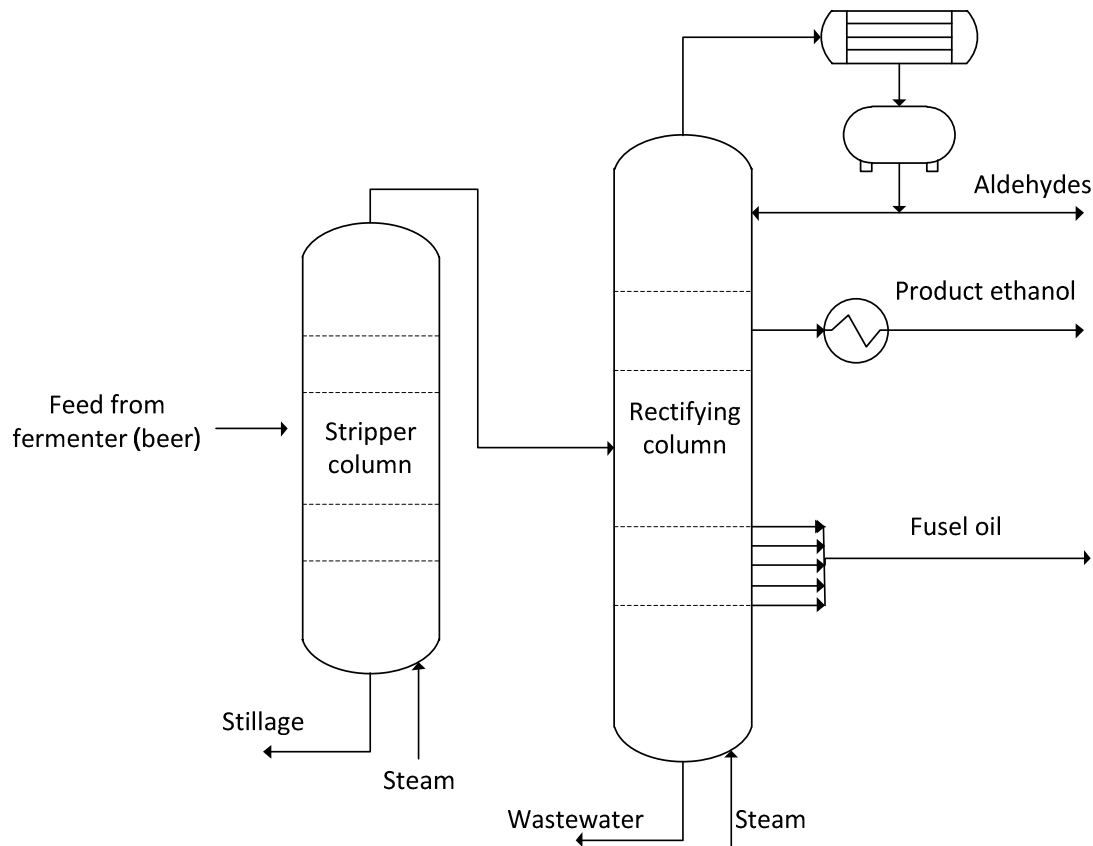 Aldehydes
Product ethanol
Feed from
fermenter (beer)
Stripper
column
Rectifying
column
Fusel oil
Stillage
Steam
Wastewater
Steam